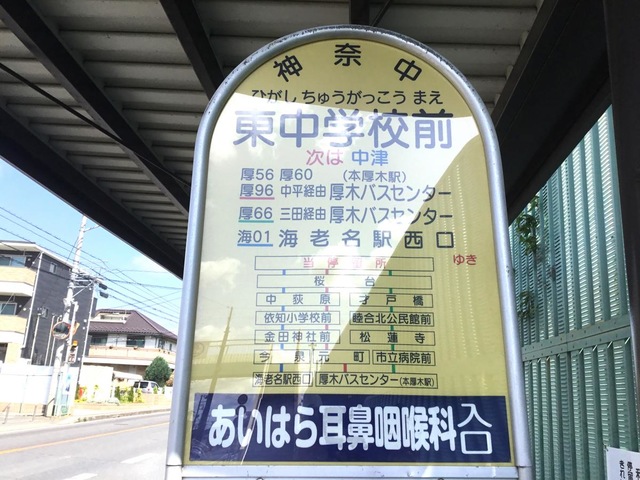 神奈中
ひがし ちゅうがっこう まえ
東中学校前
次は 中津
厚56 厚60 (本厚木駅)
厚96 中平経由 厚木バスセンター
厚66 三田経由 厚木バスセンター
海01 海老名駅西口
ゆき
当停留所
桜台
中荻原 才戸橋
依知小学校前 睦合北公民館前
金田神社前 松蓮寺
今泉元町 市立病院前
海老名駅西口 厚木バスセンター(本厚木駅)
あいはら耳鼻咽喉科入口